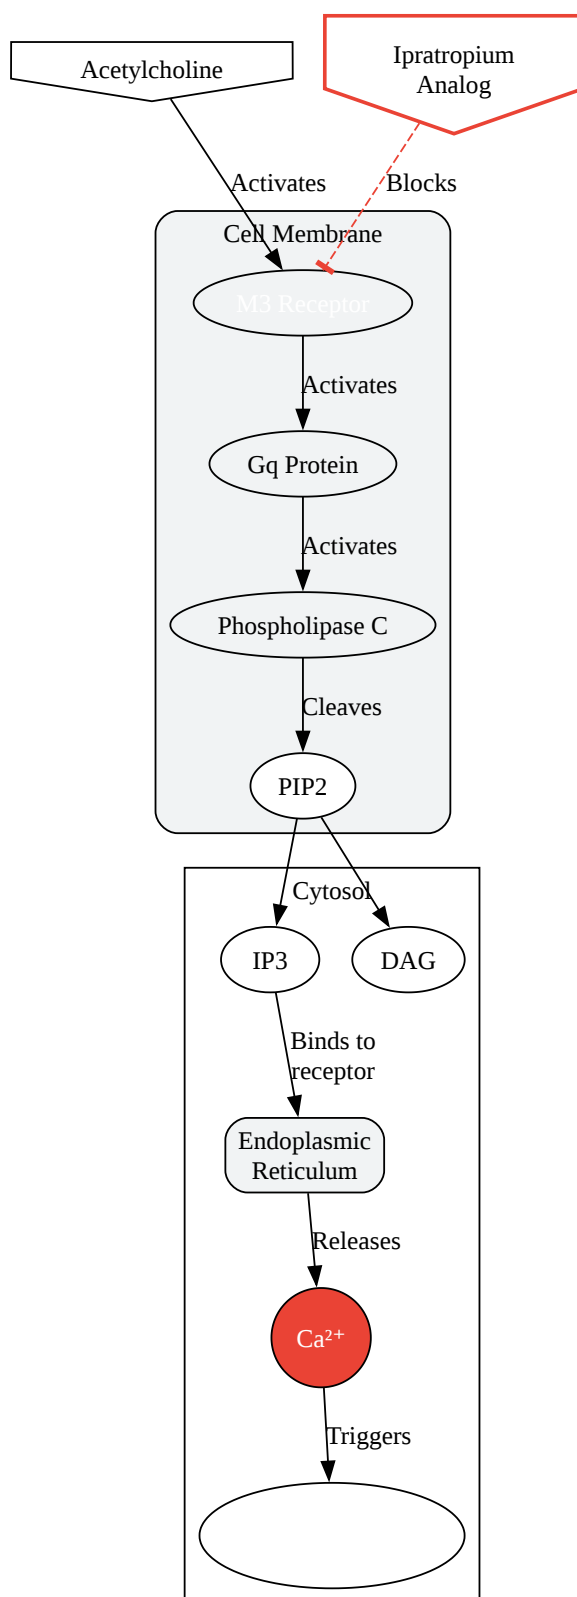 Acetylcholine
Ipratropium
Analog
Activates
Blocks
Cell Membrane
M3 Receptor
Activates
Gq Protein
Activates
Phospholipase C
Cleaves
PIP2
Cytosol
IP3
DAG
Binds to
receptor
Endoplasmic
Reticulum
Releases
Ca²⁺
Triggers